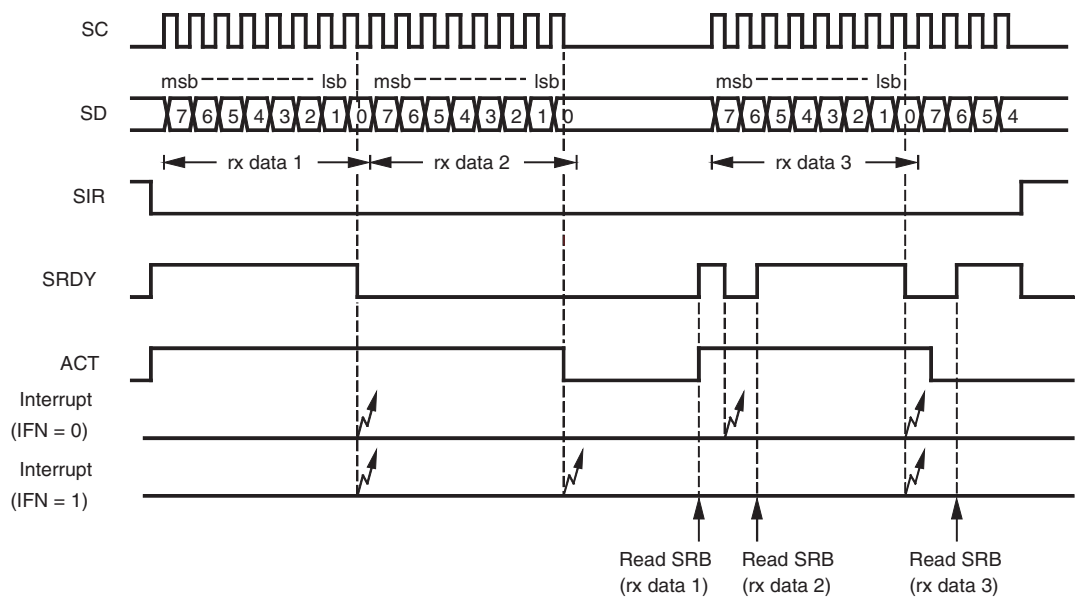 SC
msb lsb msb lsb msb lsb
SD 7 6 5 4 3 2 1 0 7 6 5 4 3 2 1 0 7 6 5 4 3 2 1 0 7 6 5 4
rx data 1 rx data 2 rx data 3
SIR
SRDY
ACT
Interrupt
(IFN = 0)
Interrupt
(IFN = 1)
Read SRB Read SRB Read SRB
(rx data 1) (rx data 2) (rx data 3)